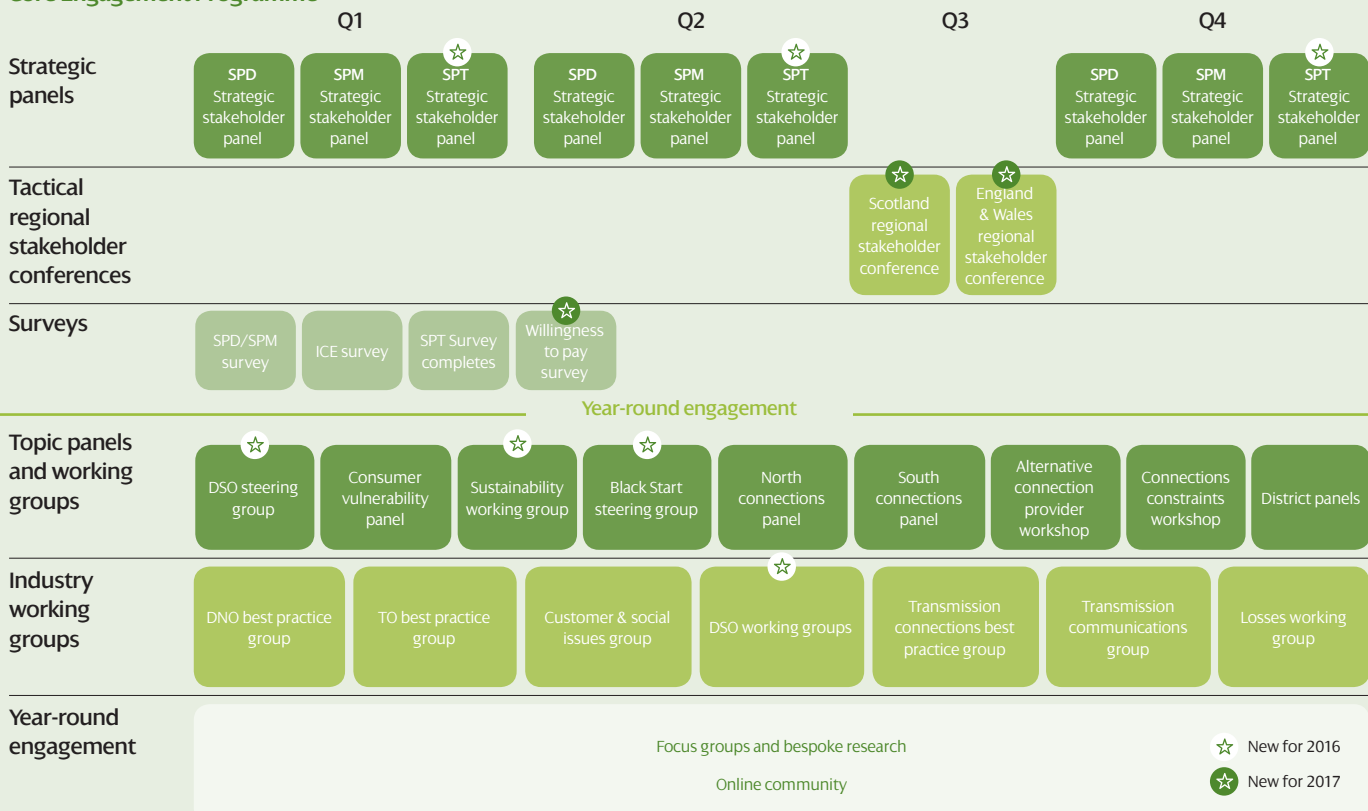 Core Engagement Programme
Q1
Q2
Q3
Q4
Strategic
panels
SPD
Strategic
stakeholder
panel
SPM
Strategic
stakeholder
panel
SPT
Strategic
stakeholder
panel
SPD
Strategic
stakeholder
panel
SPM
Strategic
stakeholder
panel
SPT
Strategic
stakeholder
panel
SPD
Strategic
stakeholder
panel
SPM
Strategic
stakeholder
panel
SPT
Strategic
stakeholder
panel
Tactical
regional
stakeholder
conferences
Scotland
regional
stakeholder
conference
England
& Wales
regional
stakeholder
conference
Surveys
SPD/SPM
survey
ICE survey
SPT Survey
completes
Willingness
to pay
survey
Year-round engagement
Topic panels
and working
groups
DSO steering
group
Consumer
vulnerability
panel
Sustainability
working group
Black Start
steering group
North
connections
panel
South
connections
panel
Alternative
connection
provider
workshop
Connections
constraints
workshop
District panels
Industry
working
groups
DNO best practice
group
TO best practice
group
Customer & social
issues group
DSO working groups
Transmission
connections best
practice group
Transmission
communications
group
Losses working
group
Year-round
engagement
Focus groups and bespoke research
Online community
New for 2016
New for 2017